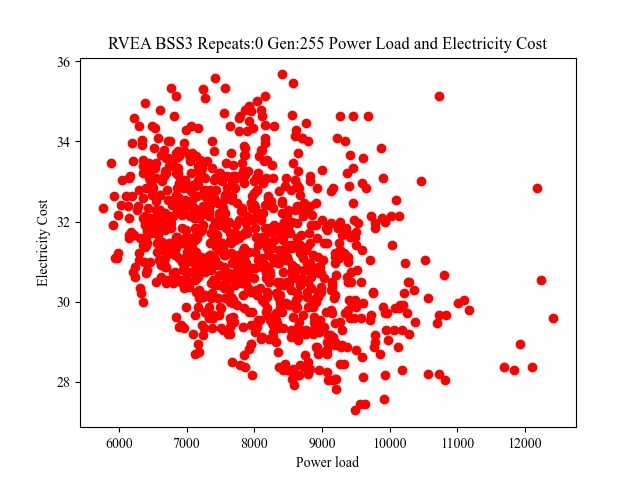 RVEA BSS3 Repeats:0 Gen:255 Power Load and Electricity Cost
36
34
32
30
28
Electricity Cost
6000 7000 8000 9000 10000 11000 12000
Power load